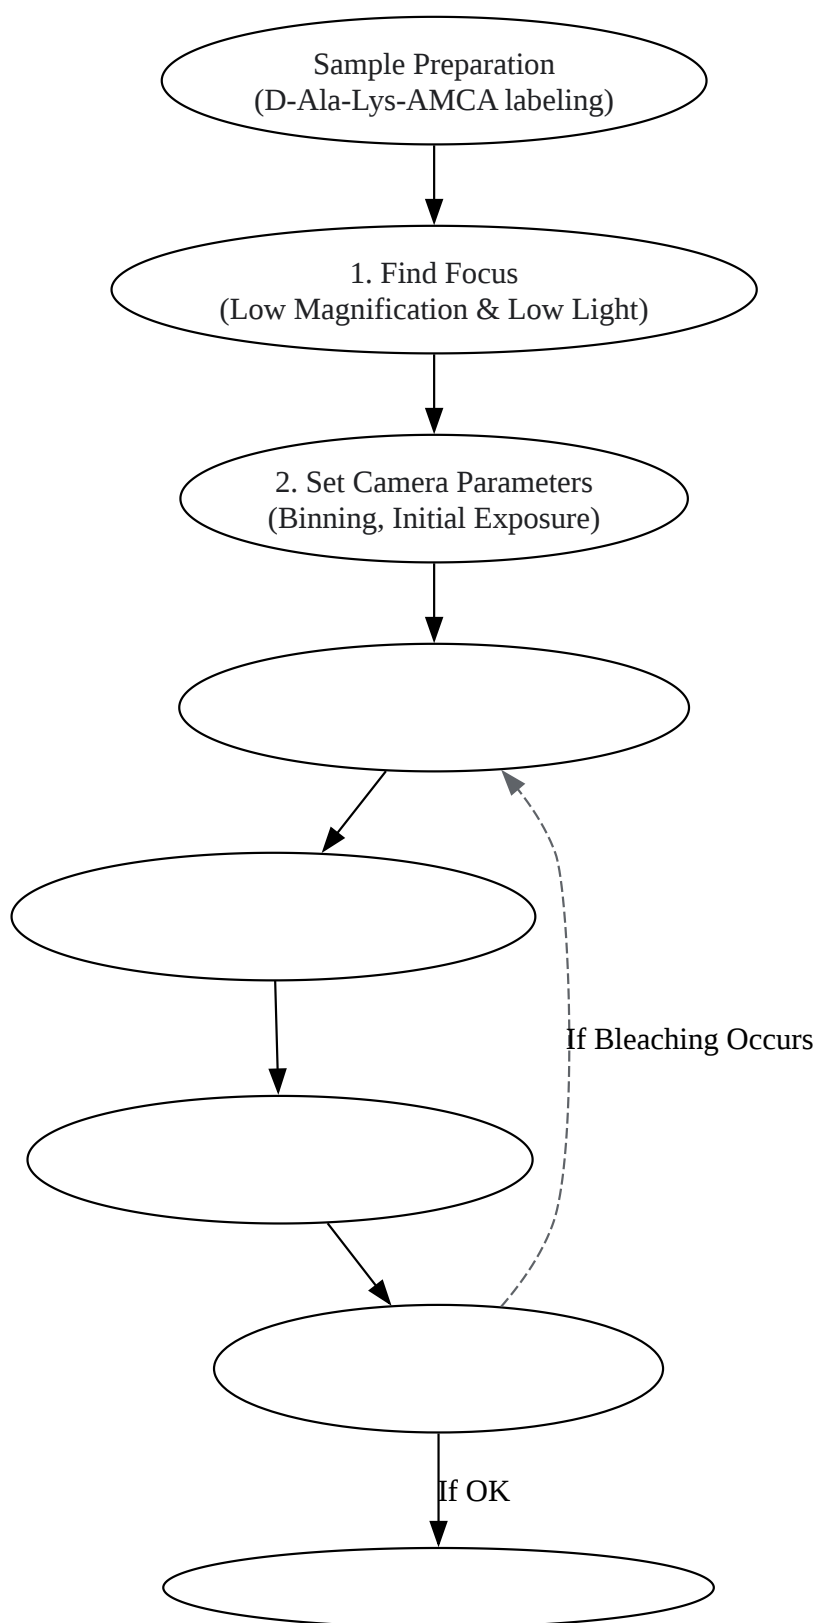 Sample Preparation
(D-Ala-Lys-AMCA labeling)
1. Find Focus
(Low Magnification & Low Light)
2. Set Camera Parameters
(Binning, Initial Exposure)
If Bleaching Occurs
If OK